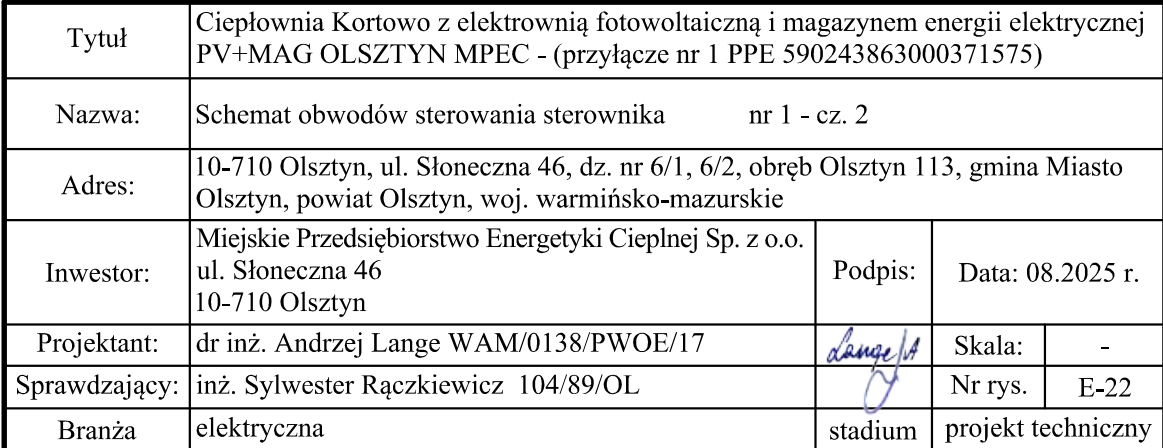 Tytuł
Ciepłownia Kortowo z elektrownią fotowoltaiczną i magazynem energii elektrycznej
PV+MAG OLSZTYN MPEC - (przyłącze nr 1 PPE 590243863000371575)
Nazwa:
Schemat obwodów sterowania sterownika nr 1 - cz. 2
Adres:
10-710 Olsztyn, ul. Słoneczna 46, dz. nr 6/1, 6/2, obręb Olsztyn 113, gmina Miasto
Olsztyn, powiat Olsztyn, woj. warmińsko-mazurskie
Inwestor:
Miejskie Przedsiębiorstwo Energetyki Cieplnej Sp. z o.o.
ul. Słoneczna 46
10-710 Olsztyn
Podpis:
Data: 08.2025 r.
Projektant: dr inż. Andrzej Lange WAM/0138/PWOE/17 Lange/A Skala: -
Sprawdzający: inż. Sylwester Rączkiewicz 104/89/OL Nr rys. E-22
Branża elektryczna stadium projekt techniczny